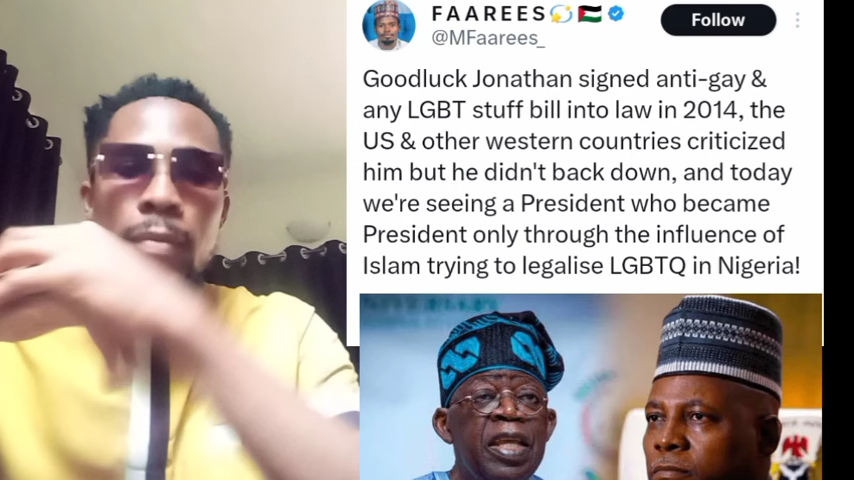 FAAREES
@MFaarees_
Follow
Goodluck Jonathan signed anti-gay &
any LGBT stuff bill into law in 2014, the
US & other western countries criticized
him but he didn't back down, and today
we're seeing a President who became
President only through the influence of
Islam trying to legalise LGBTQ in Nigeria!